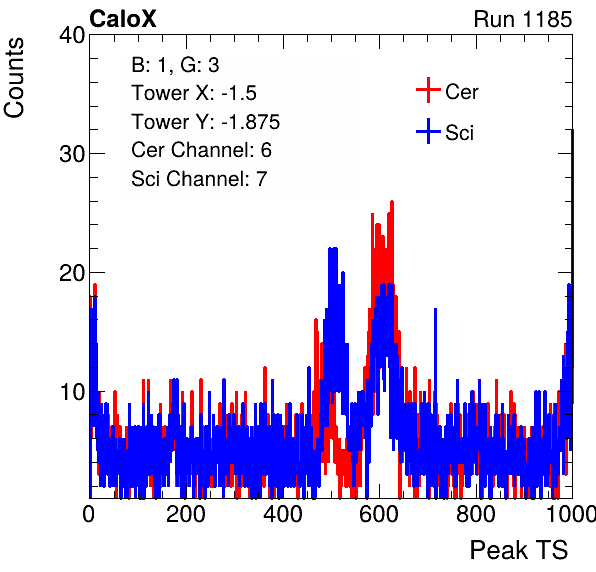 CaloX Run 1185
Counts
40
30
20
10
B: 1, G: 3
Tower X: -1.5
Tower Y: -1.875
Cer Channel: 6
Sci Channel: 7
Cer
Sci
0 200 400 600 800 1000
Peak TS